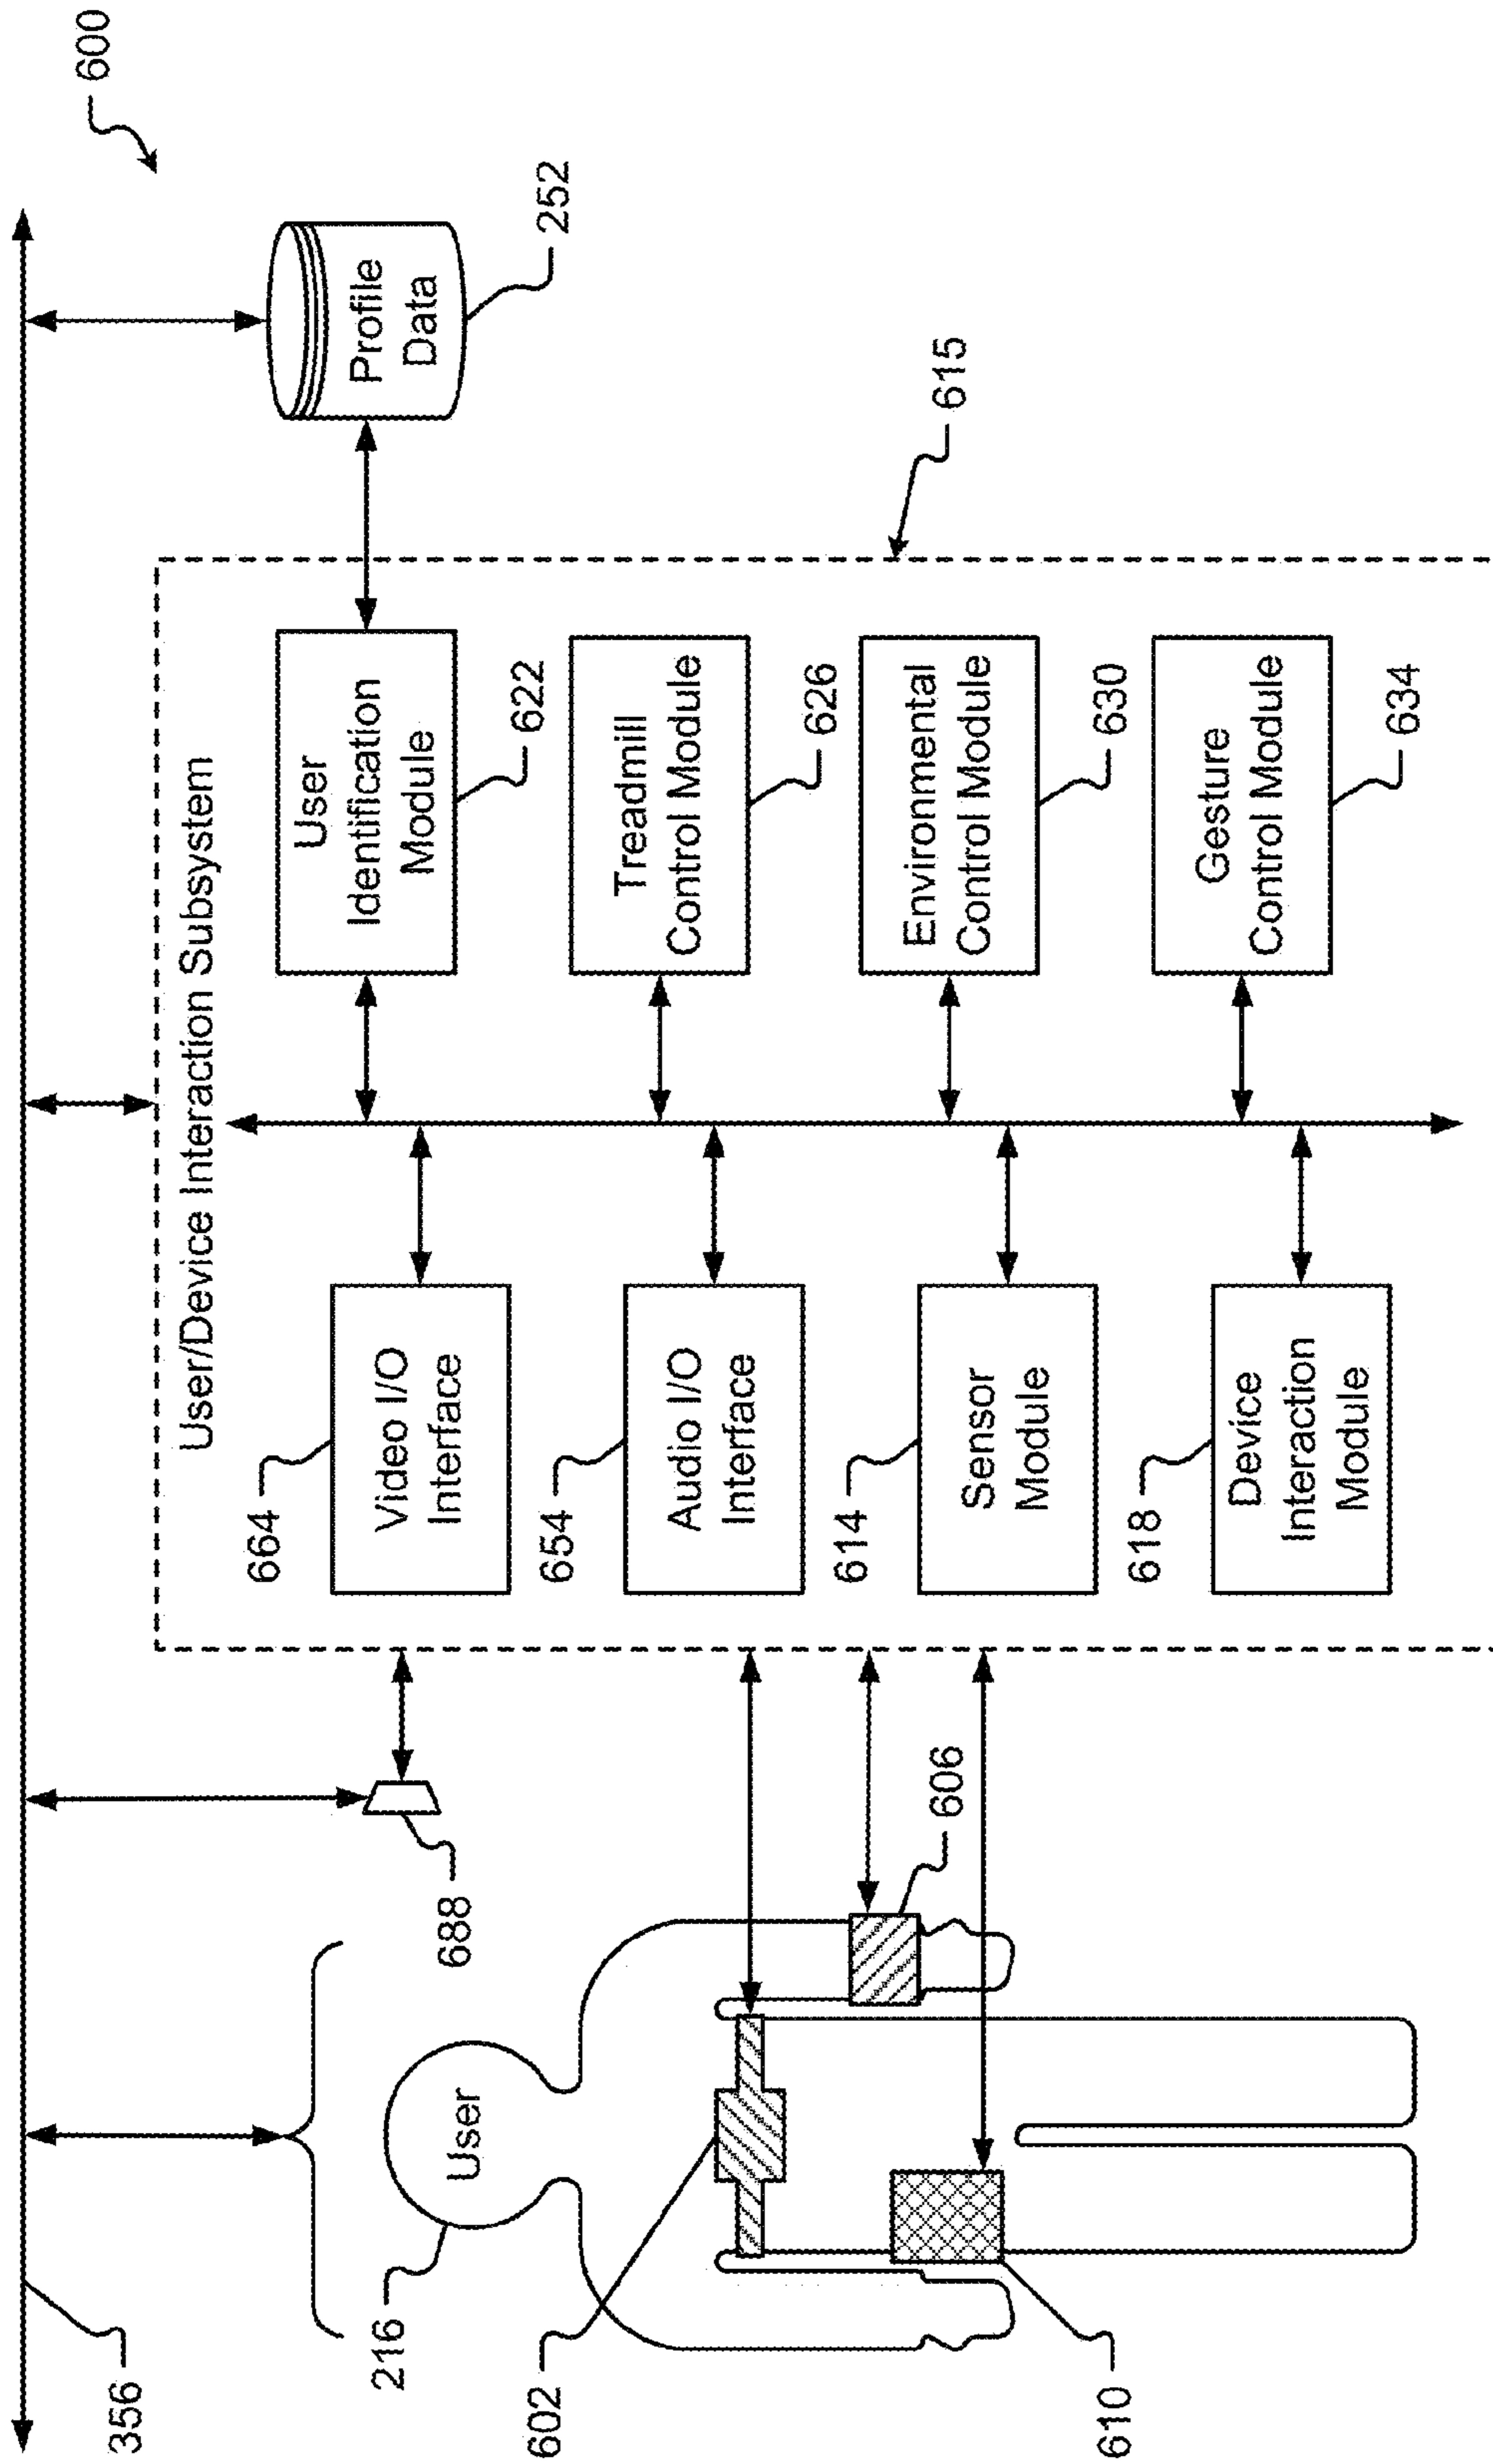 600
356
User/Device Interaction Subsystem
216
User
688
664
Video I/O
Interface
User
Identification
Module
622
Profile
Data
252
602
654
Audio I/O
Interface
Treadmill
Control Module
626
615
606
614
Sensor
Module
Environmental
Control Module
630
610
618
Device
Interaction
Module
Gesture
Control Module
634